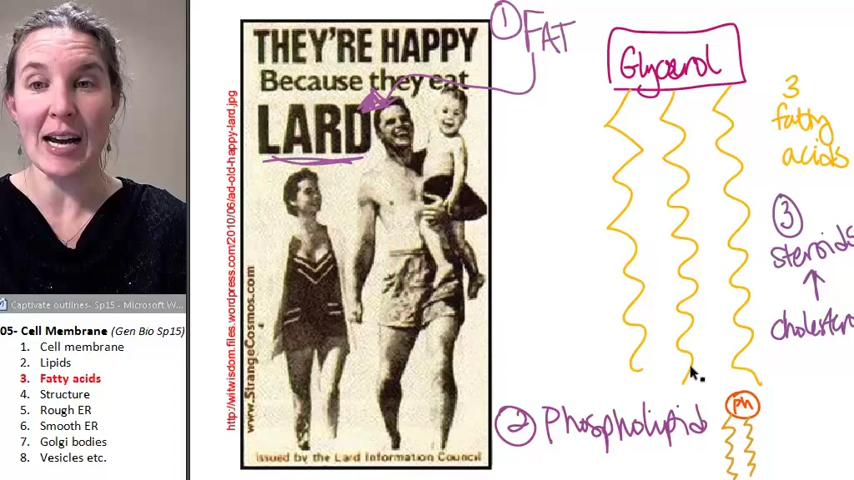 THEY'RE HAPPY
Because they eat
LARD
www.StrangeCosmos.com
Issued by the Lard Information Council
http://witwisdom.files.wordpress.com/2010/06/ad-old-happy-lard.jpg
① FAT
Glycerol
3
fatty
acids
③
steroids
cholestero
② Phospholipids
ph
Captivate outlines- Sp15 - Microsoft W...
05- Cell Membrane (Gen Bio Sp15)
1. Cell membrane
2. Lipids
3. Fatty acids
4. Structure
5. Rough ER
6. Smooth ER
7. Golgi bodies
8. Vesicles etc.